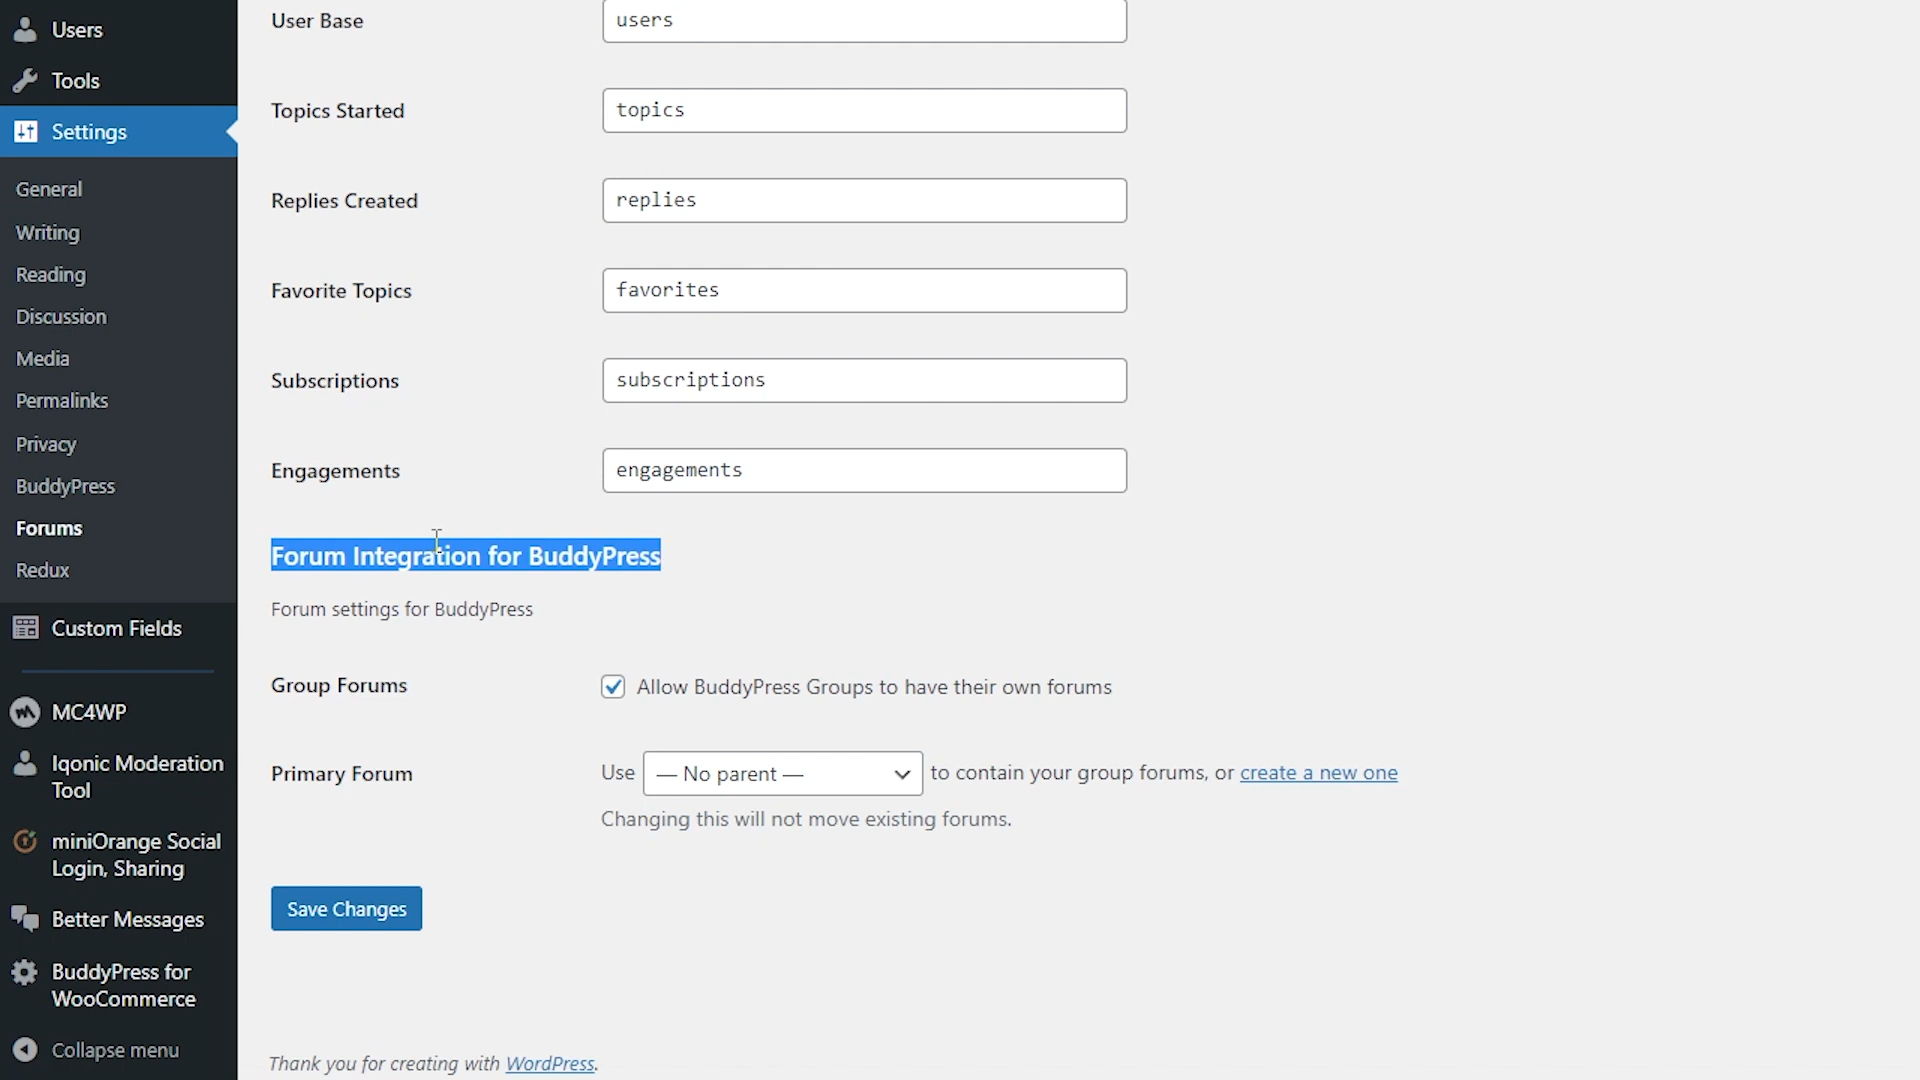 Users
Tools
Settings
General
Writing
Reading
Discussion
Media
Permalinks
Privacy
BuddyPress
Forums
Redux
Custom Fields
MC4WP
Iqonic Moderation
Tool
miniOrange Social
Login, Sharing
Better Messages
BuddyPress for
WooCommerce
Collapse menu
User Base users
Topics Started topics
Replies Created replies
Favorite Topics favorites
Subscriptions subscriptions
Engagements engagements
Forum Integration for BuddyPress
Forum settings for BuddyPress
Group Forums Allow BuddyPress Groups to have their own forums
Primary Forum Use — No parent — to contain your group forums, or create a new one
Changing this will not move existing forums.
Save Changes
Thank you for creating with WordPress.